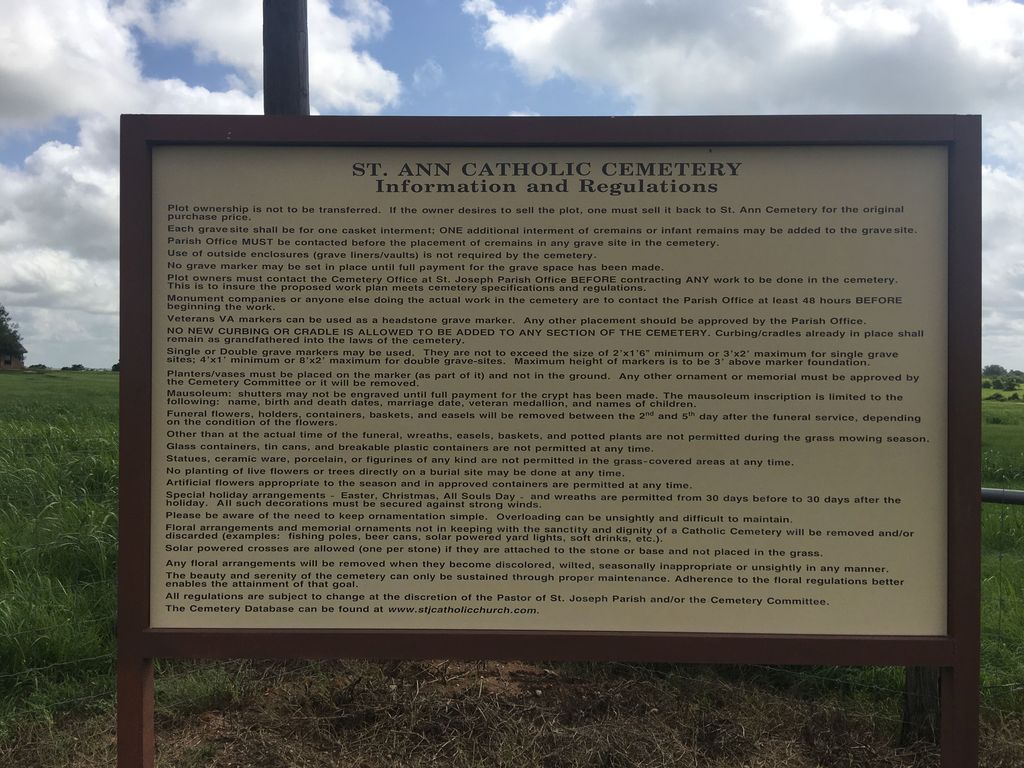 ST. ANN CATHOLIC CEMETERY
Information and Regulations
Plot ownership is not to be transferred. If the owner desires to sell the plot, one must sell it back to St. Ann Cemetery for the original
purchase price.
Each grave site shall be for one casket interment; ONE additional interment of cremains or infant remains may be added to the grave site.
Parish Office MUST be contacted before the placement of cremains in any grave site in the cemetery.
Use of outside enclosures (grave liners/vaults) is not required by the cemetery.
No grave marker may be set in place until full payment for the grave space has been made.
Plot owners must contact the Cemetery Office at St. Joseph Parish Office BEFORE contracting ANY work to be done in the cemetery.
This is to insure the proposed work plan meets cemetery specifications and regulations.
Monument companies or anyone else doing the actual work in the cemetery are to contact the Parish Office at least 48 hours BEFORE
beginning the work.
Veterans VA markers can be used as a headstone grave marker. Any other placement should be approved by the Parish Office.
NO NEW CURBING OR CRADLE IS ALLOWED TO BE ADDED TO ANY SECTION OF THE CEMETERY. Curbing/cradles already in place shall
remain as grandfathered into the laws of the cemetery.
Single or Double grave markers may be used. They are not to exceed the size of 2'x1'6" minimum or 3'x2' maximum for single grave
sites; 4'x1' minimum or 8'x2' maximum for double grave-sites. Maximum height of markers is to be 3' above marker foundation.
Planters/vases must be placed on the marker (as part of it) and not in the ground. Any other ornament or memorial must be approved by
the Cemetery Committee or it will be removed.
Mausoleum: shutters may not be engraved until full payment for the crypt has been made. The mausoleum inscription is limited to the
following: name, birth and death dates, marriage date, veteran medallion, and names of children.
Funeral flowers, holders, containers, baskets, and easels will be removed between the 2nd and 5th day after the funeral service, depending
on the condition of the flowers.
Other than at the actual time of the funeral, wreaths, easels, baskets, and potted plants are not permitted during the grass mowing season.
Glass containers, tin cans, and breakable plastic containers are not permitted at any time.
Statues, ceramic ware, porcelain, or figurines of any kind are not permitted in the grass-covered areas at any time.
No planting of live flowers or trees directly on a burial site may be done at any time.
Artificial flowers appropriate to the season and in approved containers are permitted at any time.
Special holiday arrangements - Easter, Christmas, All Souls Day - and wreaths are permitted from 30 days before to 30 days after the
holiday. All such decorations must be secured against strong winds.
Please be aware of the need to keep ornamentation simple. Overloading can be unsightly and difficult to maintain.
Floral arrangements and memorial ornaments not in keeping with the sanctity and dignity of a Catholic Cemetery will be removed and/or
discarded (examples: fishing poles, beer cans, solar powered yard lights, soft drinks, etc.).
Solar powered crosses are allowed (one per stone) if they are attached to the stone or base and not placed in the grass.
Any floral arrangements will be removed when they become discolored, wilted, seasonally inappropriate or unsightly in any manner.
The beauty and serenity of the cemetery can only be sustained through proper maintenance. Adherence to the floral regulations better
enables the attainment of that goal.
All regulations are subject to change at the discretion of the Pastor of St. Joseph Parish and/or the Cemetery Committee.
The Cemetery Database can be found at www.stjcatholicchurch.com.